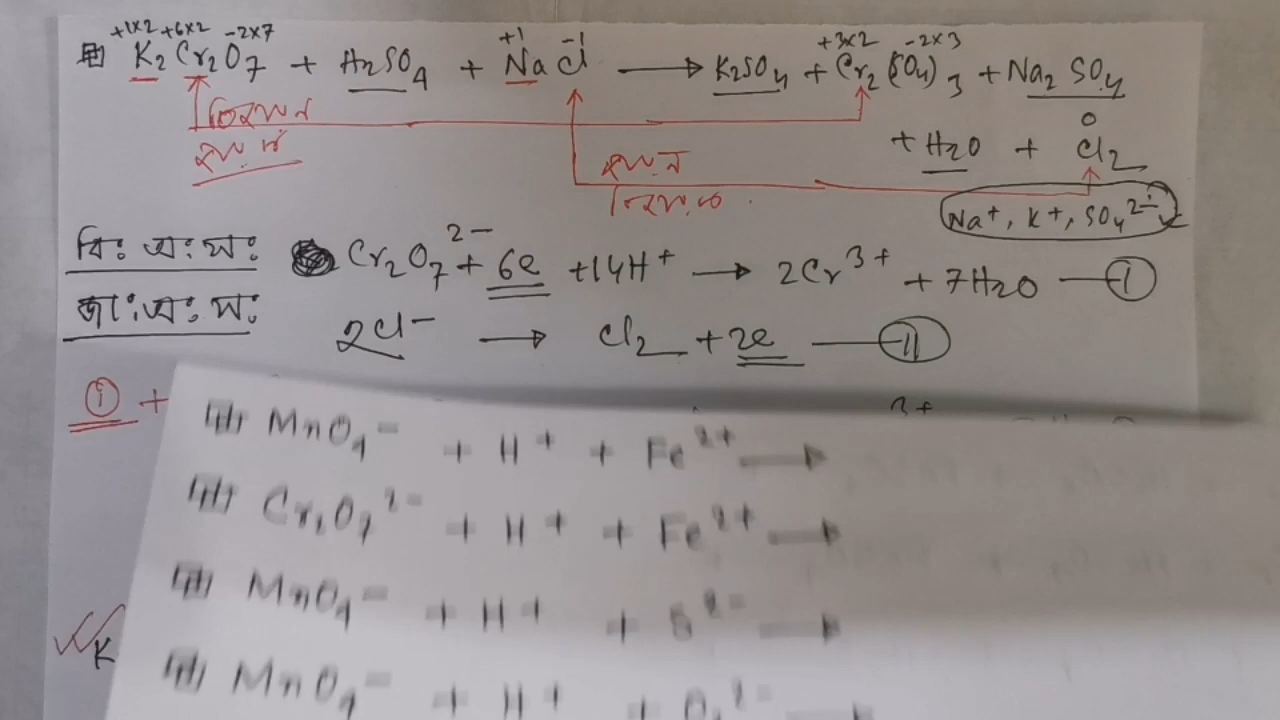 +1×2 +6×2 -2×7 +1 -1 +3×2 -2×3
K2Cr2O7 + H2SO4 + NaCl → K2SO4 + Cr2(SO4)3 + Na2SO4
0
+ H2O + Cl2
Na+, K+, SO4 2-
বিঃ অঃ সঃ Cr2O7 2- + 6e + 14H+ → 2Cr3+ + 7H2O — (I)
জাঃ অঃ সঃ 2Cl- → Cl2 + 2e — (II)
(i) +
3+
MnO4- + H+ + Fe2+ →
Cr2O7 2- + H+ + Fe2+ →
MnO4- + H+ + S2- →
K
MnO4- + H+ +